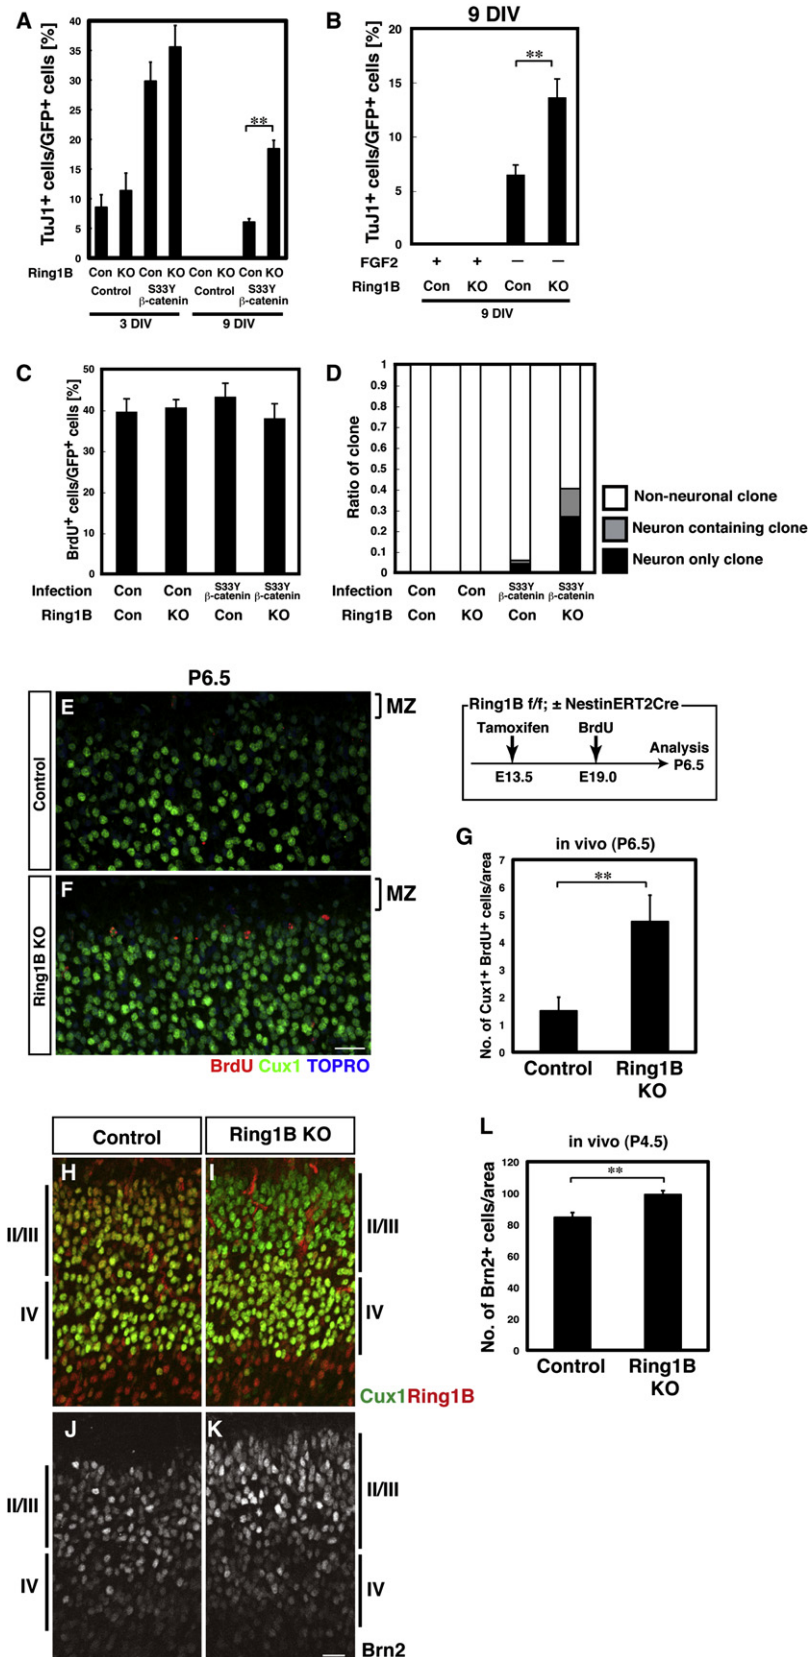 A
TuJ1+ cells/GFP+ cells [%]
40
35
30
25
20
15
10
5
0
**
Ring1B Con KO Con KO Con KO Con KO
Control S33Y β-catenin Control S33Y β-catenin
3 DIV 9 DIV
B
9 DIV
TuJ1+ cells/GFP+ cells [%]
20
15
10
5
0
**
FGF2 + + — —
Ring1B Con KO Con KO
9 DIV
C
BrdU+ cells/GFP+ cells [%]
50
40
30
20
10
0
Infection Con Con S33Y β-catenin S33Y β-catenin
Ring1B Con KO Con KO
D
Ratio of clone
1
0.9
0.8
0.7
0.6
0.5
0.4
0.3
0.2
0.1
0
Infection Con Con S33Y β-catenin S33Y β-catenin
Ring1B Con KO Con KO
Non-neuronal clone
Neuron containing clone
Neuron only clone
P6.5
Control
E
MZ
Ring1B KO
F
MZ
BrdU Cux1 TOPRO
Ring1B f/f; ± NestinERT2Cre
Tamoxifen BrdU
Analysis
E13.5 E19.0 P6.5
G
in vivo (P6.5)
No. of Cux1+ BrdU+ cells/area
7
6
5
4
3
2
1
0
**
Control Ring1B
KO
Control Ring1B KO
H I
II/III II/III
IV IV
Cux1Ring1B
J K
II/III II/III
IV IV
Brn2
L
in vivo (P4.5)
No. of Brn2+ cells/area
120
100
80
60
40
20
0
**
Control Ring1B
KO